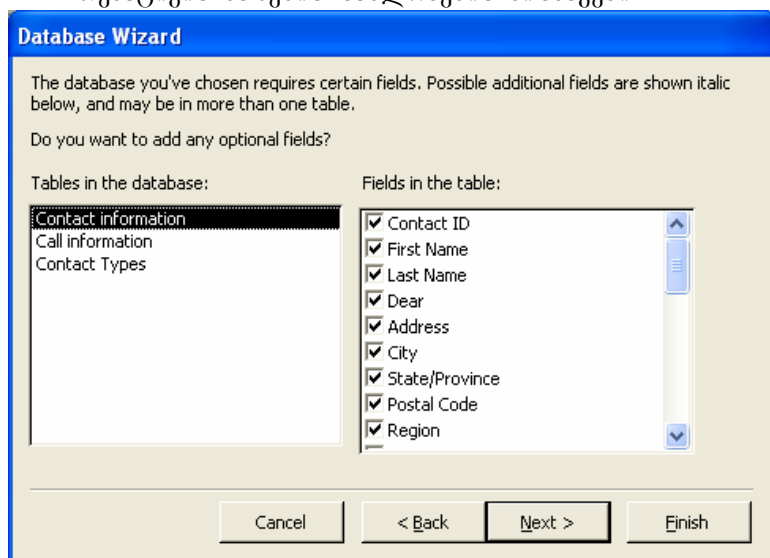 Database Wizard
The database you've chosen requires certain fields. Possible additional fields are shown italic
below, and may be in more than one table.
Do you want to add any optional fields?
Tables in the database:
Contact information
Call information
Contact Types
Fields in the table:
Contact ID
First Name
Last Name
Dear
Address
City
State/Province
Postal Code
Region
Cancel
< Back
Next >
Finish